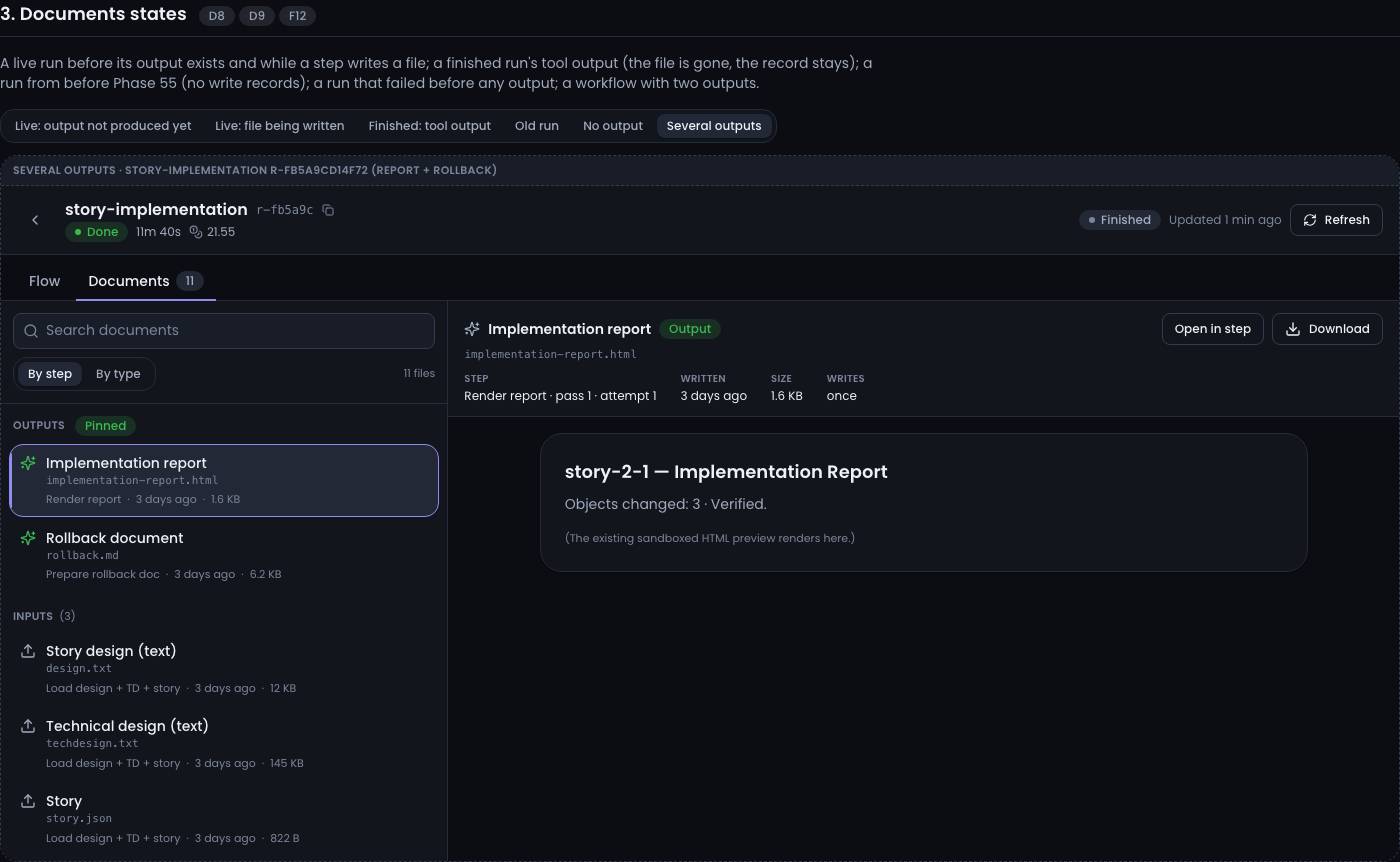 3. Documents states D8 D9 F12
A live run before its output exists and while a step writes a file; a finished run's tool output (the file is gone, the record stays); a
run from before Phase 55 (no write records); a run that failed before any output; a workflow with two outputs.
Live: output not produced yet Live: file being written Finished: tool output Old run No output Several outputs
SEVERAL OUTPUTS · STORY-IMPLEMENTATION R-FB5A9CD14F72 (REPORT + ROLLBACK)
story-implementation r-fb5a9c
Done 11m 40s 21.55
Finished Updated 1 min ago Refresh
Flow Documents 11
Search documents
By step By type 11 files
OUTPUTS Pinned
Implementation report
implementation-report.html
Render report · 3 days ago · 1.6 KB
Rollback document
rollback.md
Prepare rollback doc · 3 days ago · 6.2 KB
INPUTS (3)
Story design (text)
design.txt
Load design + TD + story · 3 days ago · 12 KB
Technical design (text)
techdesign.txt
Load design + TD + story · 3 days ago · 145 KB
Story
story.json
Load design + TD + story · 3 days ago · 822 B
Implementation report Output Open in step Download
implementation-report.html
STEP WRITTEN SIZE WRITES
Render report · pass 1 · attempt 1 3 days ago 1.6 KB once
story-2-1 — Implementation Report
Objects changed: 3 · Verified.
(The existing sandboxed HTML preview renders here.)